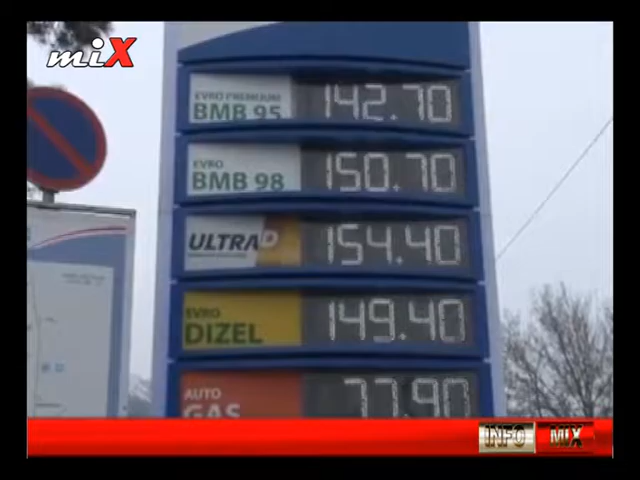 miX
EVRO PREMIUM
BMB 95 142.70
EVRO
BMB 98 150.70
ULTRA D 154.40
EVRO
DIZEL 149.40
AUTO
GAS 77.90
INFO MIX